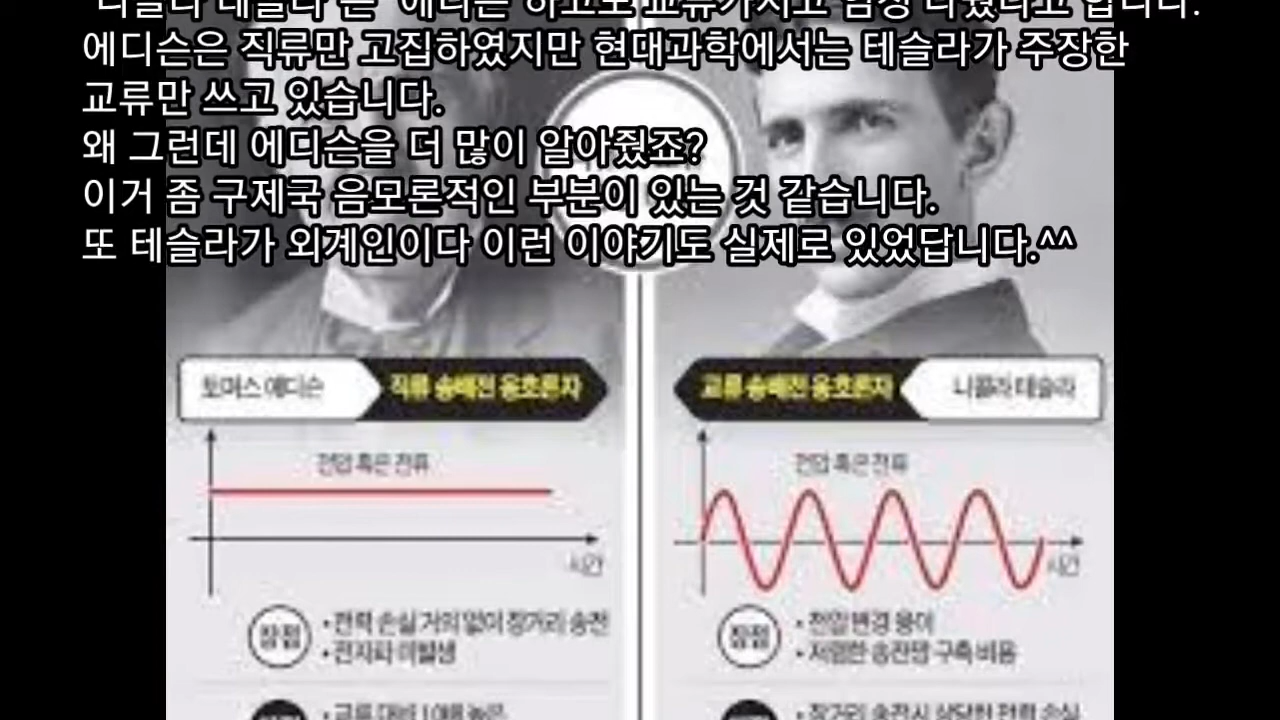 에디슨은 직류만 고집하였지만 현대과학에서는 테슬라가 주장한
교류만 쓰고 있습니다.
왜 그런데 에디슨을 더 많이 알아줬죠?
이거 좀 구제국 음모론적인 부분이 있는 것 같습니다.
또 테슬라가 외계인이다 이런 이야기도 실제로 있었답니다.^^
토머스 에디슨
직류 송배전 옹호론자
교류 송배전 옹호론자
니콜라 테슬라
전압 혹은 전류
시간
전압 혹은 전류
시간
장점
• 전력 손실 거의 없이 장거리 송전
• 전자파 미발생
장점
• 전압 변경 용이
• 저렴한 송전망 구축 비용